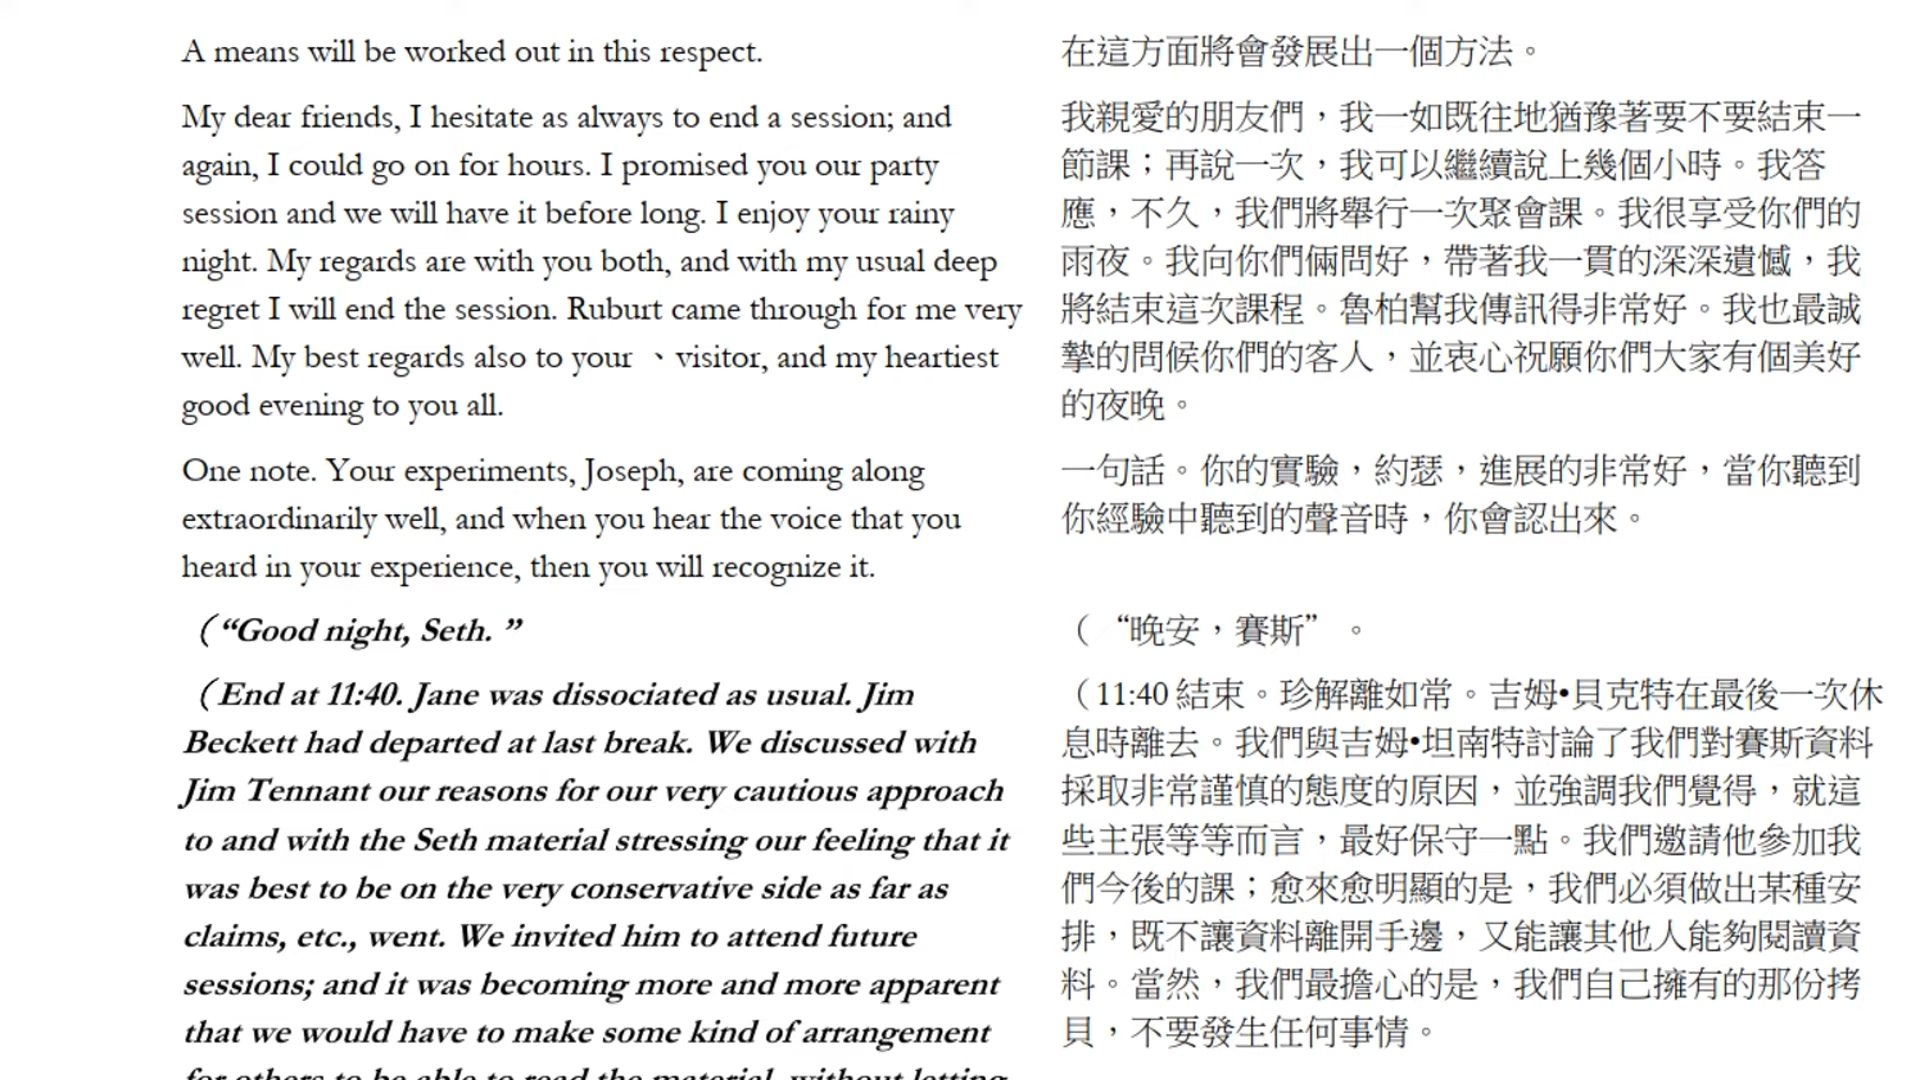 A means will be worked out in this respect.
My dear friends, I hesitate as always to end a session; and
again, I could go on for hours. I promised you our party
session and we will have it before long. I enjoy your rainy
night. My regards are with you both, and with my usual deep
regret I will end the session. Ruburt came through for me very
well. My best regards also to your 、visitor, and my heartiest
good evening to you all.
One note. Your experiments, Joseph, are coming along
extraordinarily well, and when you hear the voice that you
heard in your experience, then you will recognize it.
（“Good night, Seth. ”
（End at 11:40. Jane was dissociated as usual. Jim
Beckett had departed at last break. We discussed with
Jim Tennant our reasons for our very cautious approach
to and with the Seth material stressing our feeling that it
was best to be on the very conservative side as far as
claims, etc., went. We invited him to attend future
sessions; and it was becoming more and more apparent
that we would have to make some kind of arrangement
for others to be able to read the material, without letting
在這方面將會發展出一個方法。
我親愛的朋友們，我一如既往地猶豫著要不要結束一
節課；再說一次，我可以繼續說上幾個小時。我答
應，不久，我們將舉行一次聚會課。我很享受你們的
雨夜。我向你們倆問好，帶著我一貫的深深遺憾，我
將結束這次課程。魯柏幫我傳訊得非常好。我也最誠
摯的問候你們的客人，並衷心祝願你們大家有個美好
的夜晚。
一句話。你的實驗，約瑟，進展的非常好，當你聽到
你經驗中聽到的聲音時，你會認出來。
（“晚安，賽斯”。
（11:40 結束。珍解離如常。吉姆•貝克特在最後一次休
息時離去。我們與吉姆•坦南特討論了我們對賽斯資料
採取非常謹慎的態度的原因，並強調我們覺得，就這
些主張等等而言，最好保守一點。我們邀請他參加我
們今後的課；愈來愈明顯的是，我們必須做出某種安
排，既不讓資料離開手邊，又能讓其他人能夠閱讀資
料。當然，我們最擔心的是，我們自己擁有的那份拷
貝，不要發生任何事情。